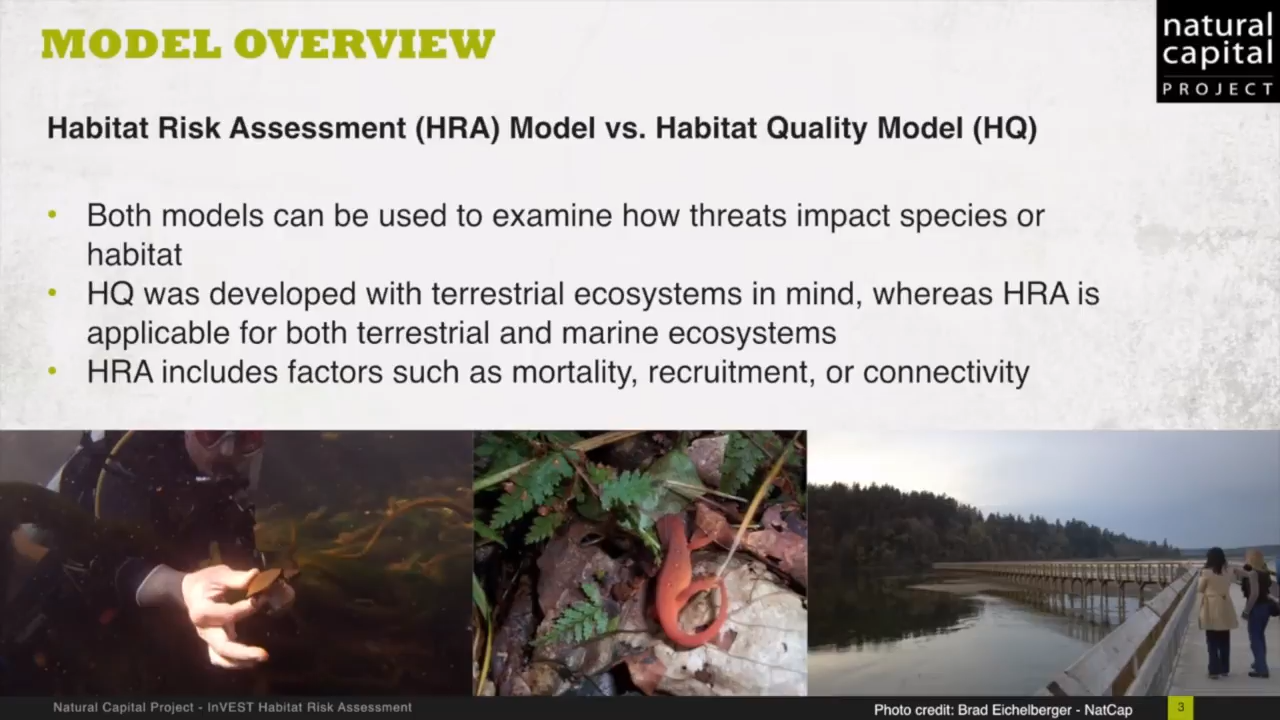 MODEL OVERVIEW
natural
capital
PROJECT
Habitat Risk Assessment (HRA) Model vs. Habitat Quality Model (HQ)
• Both models can be used to examine how threats impact species or
habitat
• HQ was developed with terrestrial ecosystems in mind, whereas HRA is
applicable for both terrestrial and marine ecosystems
• HRA includes factors such as mortality, recruitment, or connectivity
Natural Capital Project - InVEST Habitat Risk Assessment
Photo credit: Brad Eichelberger - NatCap
3